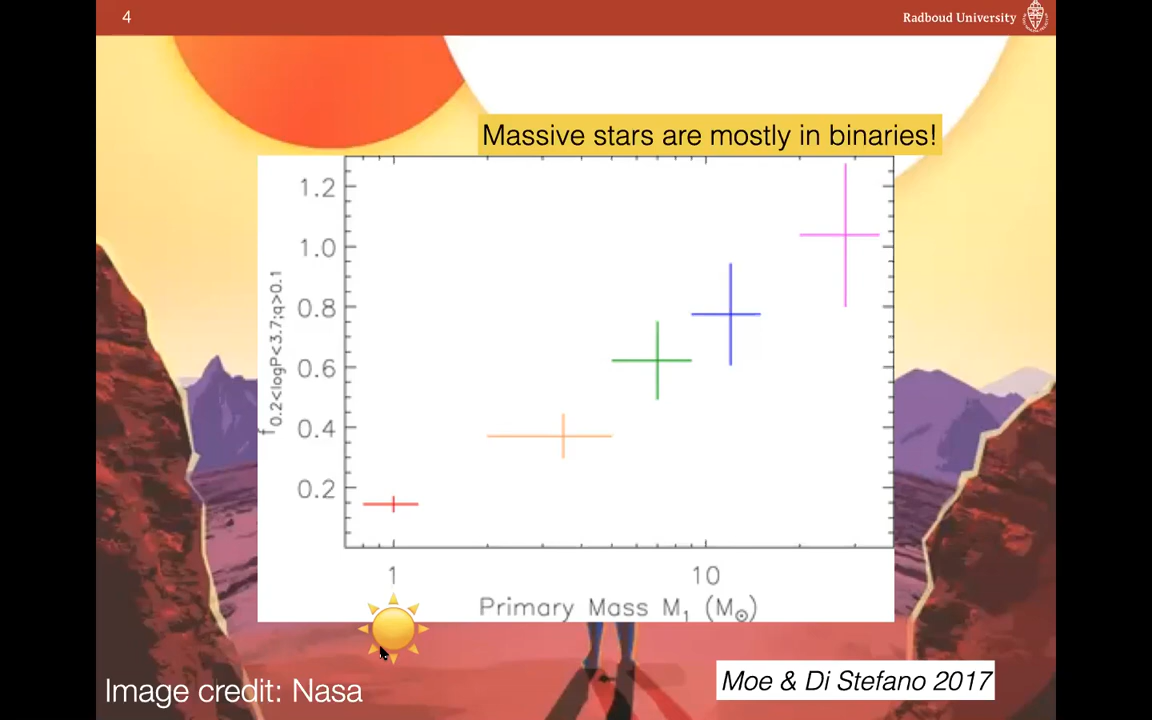 4
Radboud University
Massive stars are mostly in binaries!
1.2
1.0
0.8
0.6
0.4
0.2
f0.2<logP<3.7;q>0.1
1
10
Primary Mass M1 (M⊙)
Moe & Di Stefano 2017
Image credit: Nasa